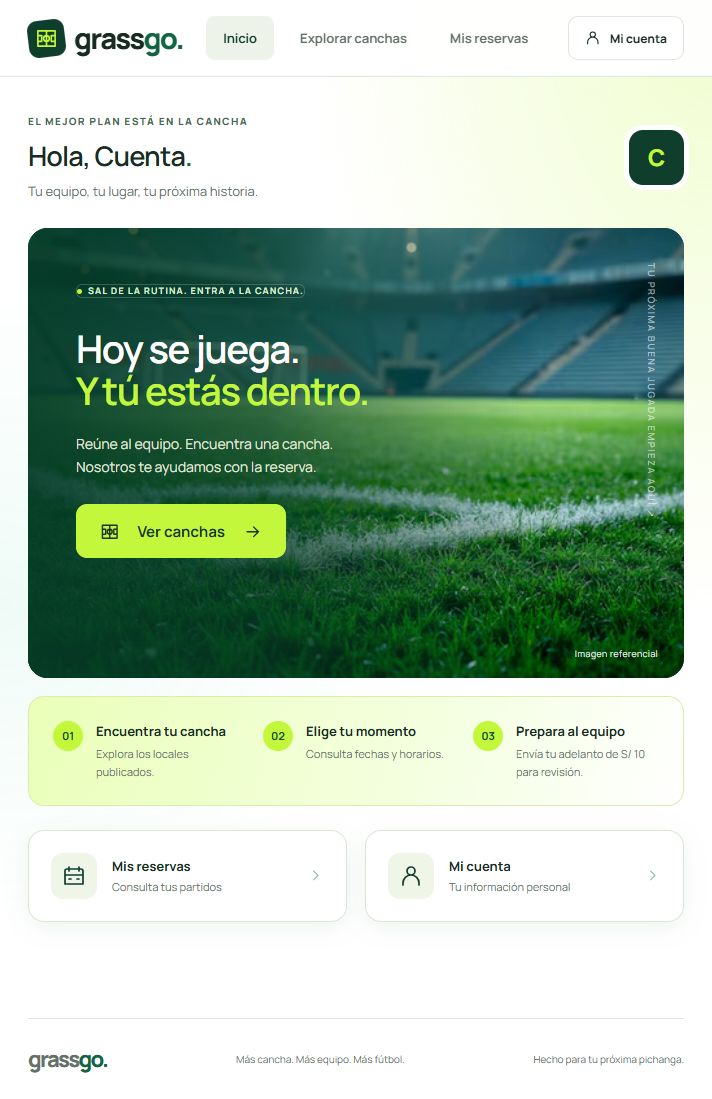 grassgo.
Inicio
Explorar canchas
Mis reservas
Mi cuenta
EL MEJOR PLAN ESTÁ EN LA CANCHA
Hola, Cuenta.
Tu equipo, tu lugar, tu próxima historia.
C
SAL DE LA RUTINA. ENTRA A LA CANCHA.
Hoy se juega.
Y tú estás dentro.
Reúne al equipo. Encuentra una cancha.
Nosotros te ayudamos con la reserva.
Ver canchas →
TU PRÓXIMA BUENA JUGADA EMPIEZA AQUÍ ↗
Imagen referencial
01
Encuentra tu cancha
Explora los locales
publicados.
02
Elige tu momento
Consulta fechas y horarios.
03
Prepara al equipo
Envía tu adelanto de S/ 10
para revisión.
Mis reservas
Consulta tus partidos
Mi cuenta
Tu información personal
grassgo.
Más cancha. Más equipo. Más fútbol.
Hecho para tu próxima pichanga.